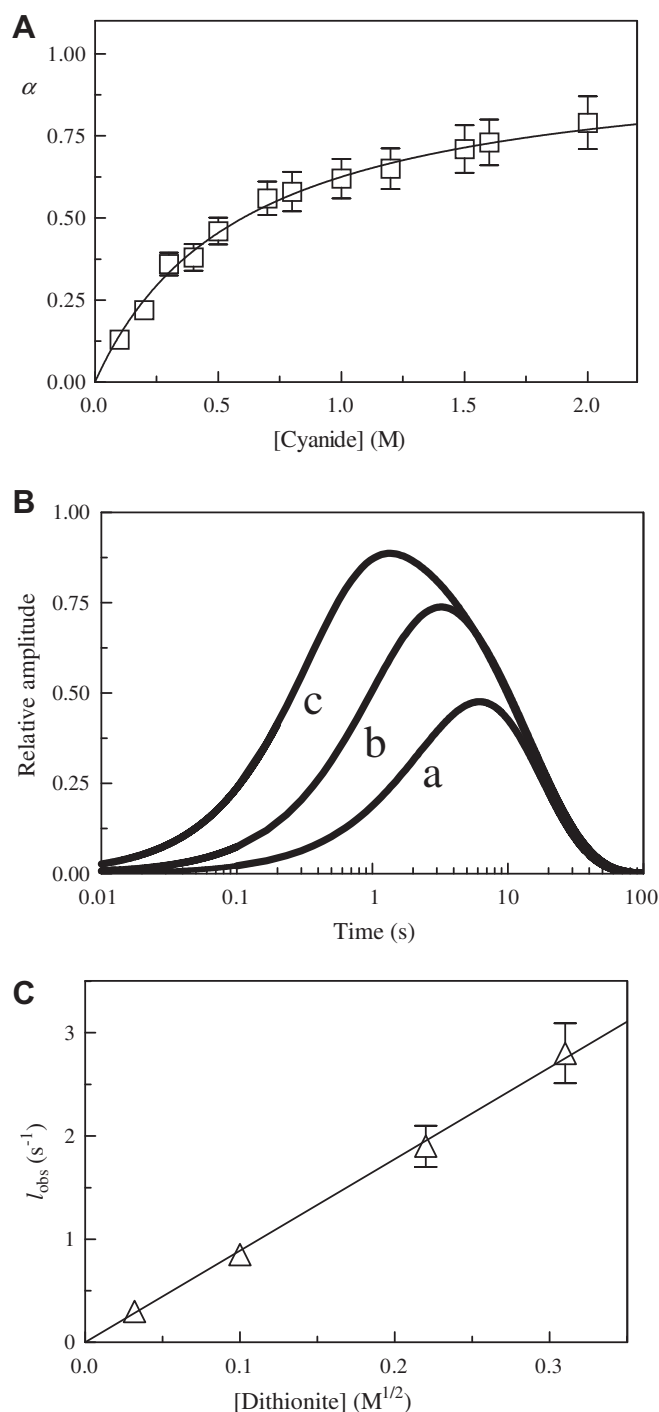 A
1.00
α
0.75
0.50
0.25
0.00
0.0 0.5 1.0 1.5 2.0
[Cyanide] (M)
B
1.00
0.75
Relative amplitude
0.50
0.25
0.00
c
b
a
0.01 0.1 1 10 100
Time (s)
C
3
2
l_obs (s⁻¹)
1
0
0.0 0.1 0.2 0.3
[Dithionite] (M^1/2)